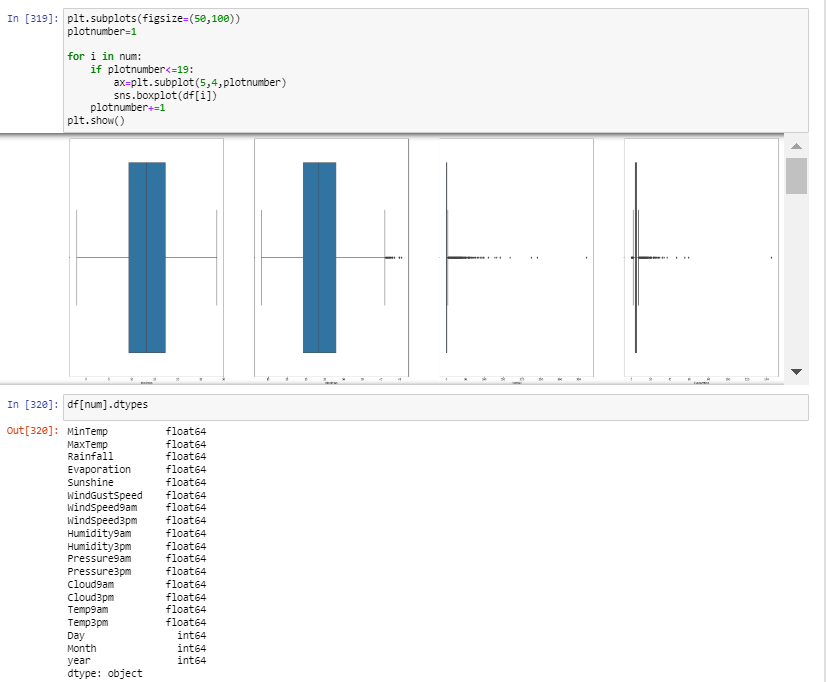 In [319]: plt.subplots(figsize=(50,100))
plotnumber=1
for i in num:
    if plotnumber<=19:
        ax=plt.subplot(5,4,plotnumber)
        sns.boxplot(df[i])
    plotnumber+=1
plt.show()
In [320]: df[num].dtypes
Out[320]: MinTemp float64
MaxTemp float64
Rainfall float64
Evaporation float64
Sunshine float64
WindGustSpeed float64
WindSpeed9am float64
WindSpeed3pm float64
Humidity9am float64
Humidity3pm float64
Pressure9am float64
Pressure3pm float64
Cloud9am float64
Cloud3pm float64
Temp9am float64
Temp3pm float64
Day int64
Month int64
year int64
dtype: object